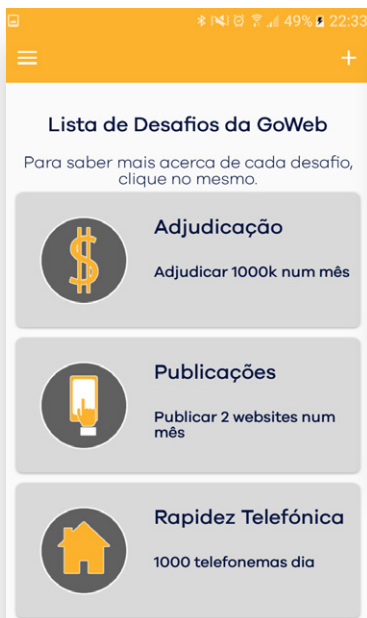 49% 22:33
Lista de Desafios da GoWeb
Para saber mais acerca de cada desafio,
clique no mesmo.
Adjudicação
Adjudicar 1000k num mês
Publicações
Publicar 2 websites num
mês
Rapidez Telefónica
1000 telefonemas dia